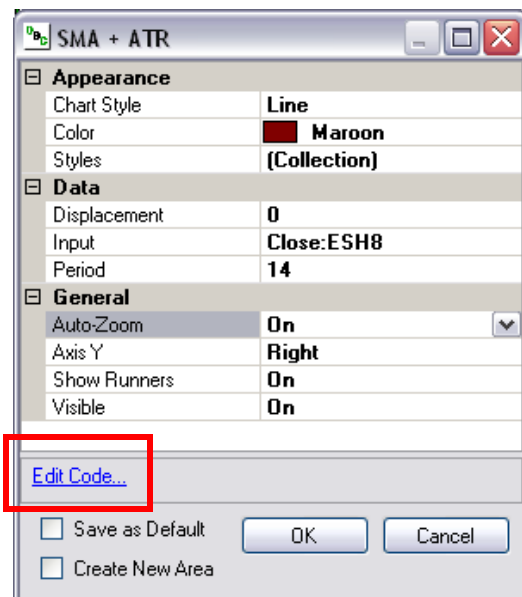 SMA + ATR
Appearance
Chart Style Line
Color Maroon
Styles (Collection)
Data
Displacement 0
Input Close:ESH8
Period 14
General
Auto-Zoom On
Axis Y Right
Show Runners On
Visible On
Edit Code...
Save as Default OK Cancel
Create New Area